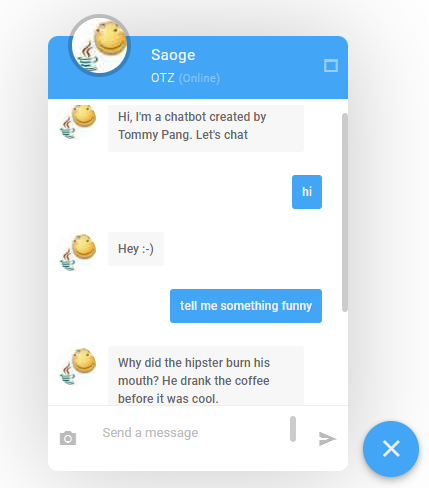 Saoge
OTZ (Online)
Hi, I'm a chatbot created by
Tommy Pang. Let's chat
hi
Hey :-)
tell me something funny
Why did the hipster burn his
mouth? He drank the coffee
before it was cool.
Send a message